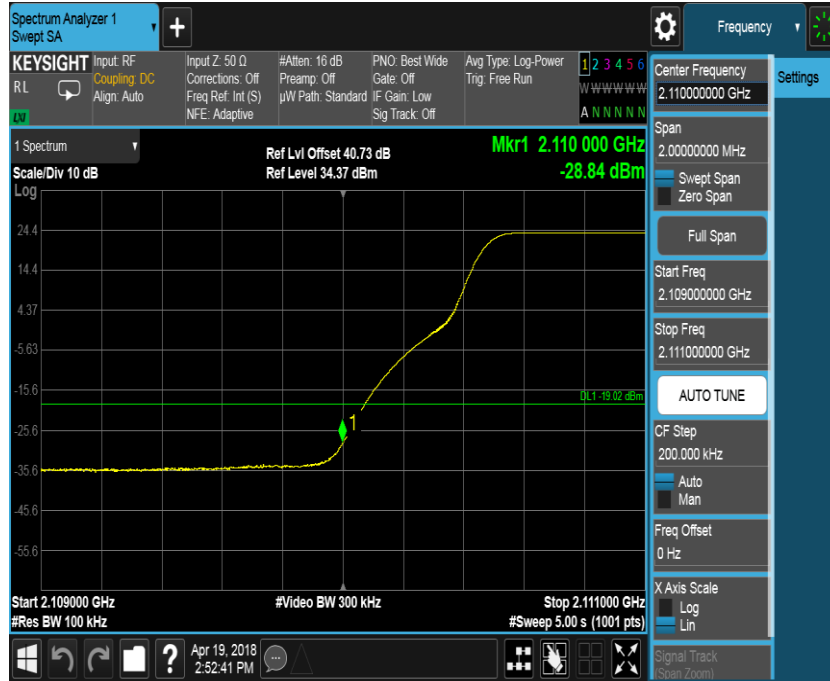 Spectrum Analyzer 1
Swept SA
+
Frequency
KEYSIGHT
RL
LXI
Input: RF
Coupling: DC
Align: Auto
Input Z: 50 Ω
Corrections: Off
Freq Ref: Int (S)
NFE: Adaptive
#Atten: 16 dB
Preamp: Off
µW Path: Standard
PNO: Best Wide
Gate: Off
IF Gain: Low
Sig Track: Off
Avg Type: Log-Power
Trig: Free Run
1 2 3 4 5 6
W W W W W W
A N N N N N
Center Frequency
2.110000000 GHz
Settings
Span
2.00000000 MHz
Swept Span
Zero Span
Full Span
Start Freq
2.109000000 GHz
Stop Freq
2.111000000 GHz
AUTO TUNE
CF Step
200.000 kHz
Auto
Man
Freq Offset
0 Hz
X Axis Scale
Log
Lin
Signal Track
(Span Zoom)
1 Spectrum
Scale/Div 10 dB
Log
Ref Lvl Offset 40.73 dB
Ref Level 34.37 dBm
Mkr1 2.110 000 GHz
-28.84 dBm
24.4
14.4
4.37
-5.63
-15.6
DL1 -19.02 dBm
1
-25.6
-35.6
-45.6
-55.6
Start 2.109000 GHz
#Res BW 100 kHz
#Video BW 300 kHz
Stop 2.111000 GHz
#Sweep 5.00 s (1001 pts)
?
Apr 19, 2018
2:52:41 PM